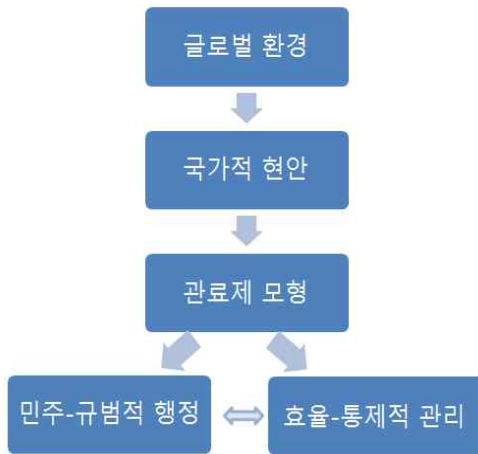 글로벌 환경
국가적 현안
관료제 모형
민주-규범적 행정
효율-통제적 관리